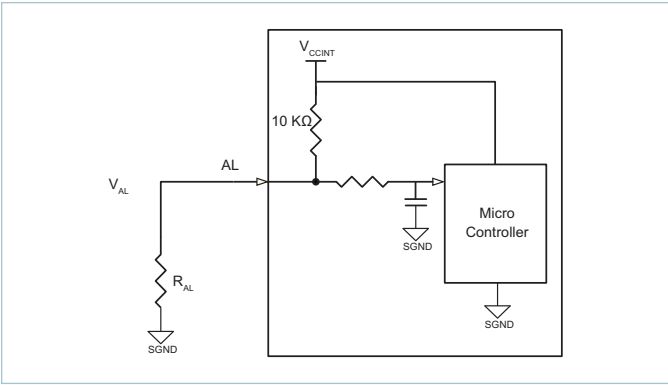 V_CCINT
10 KΩ
AL
V_AL
Micro
Controller
SGND
R_AL
SGND
SGND